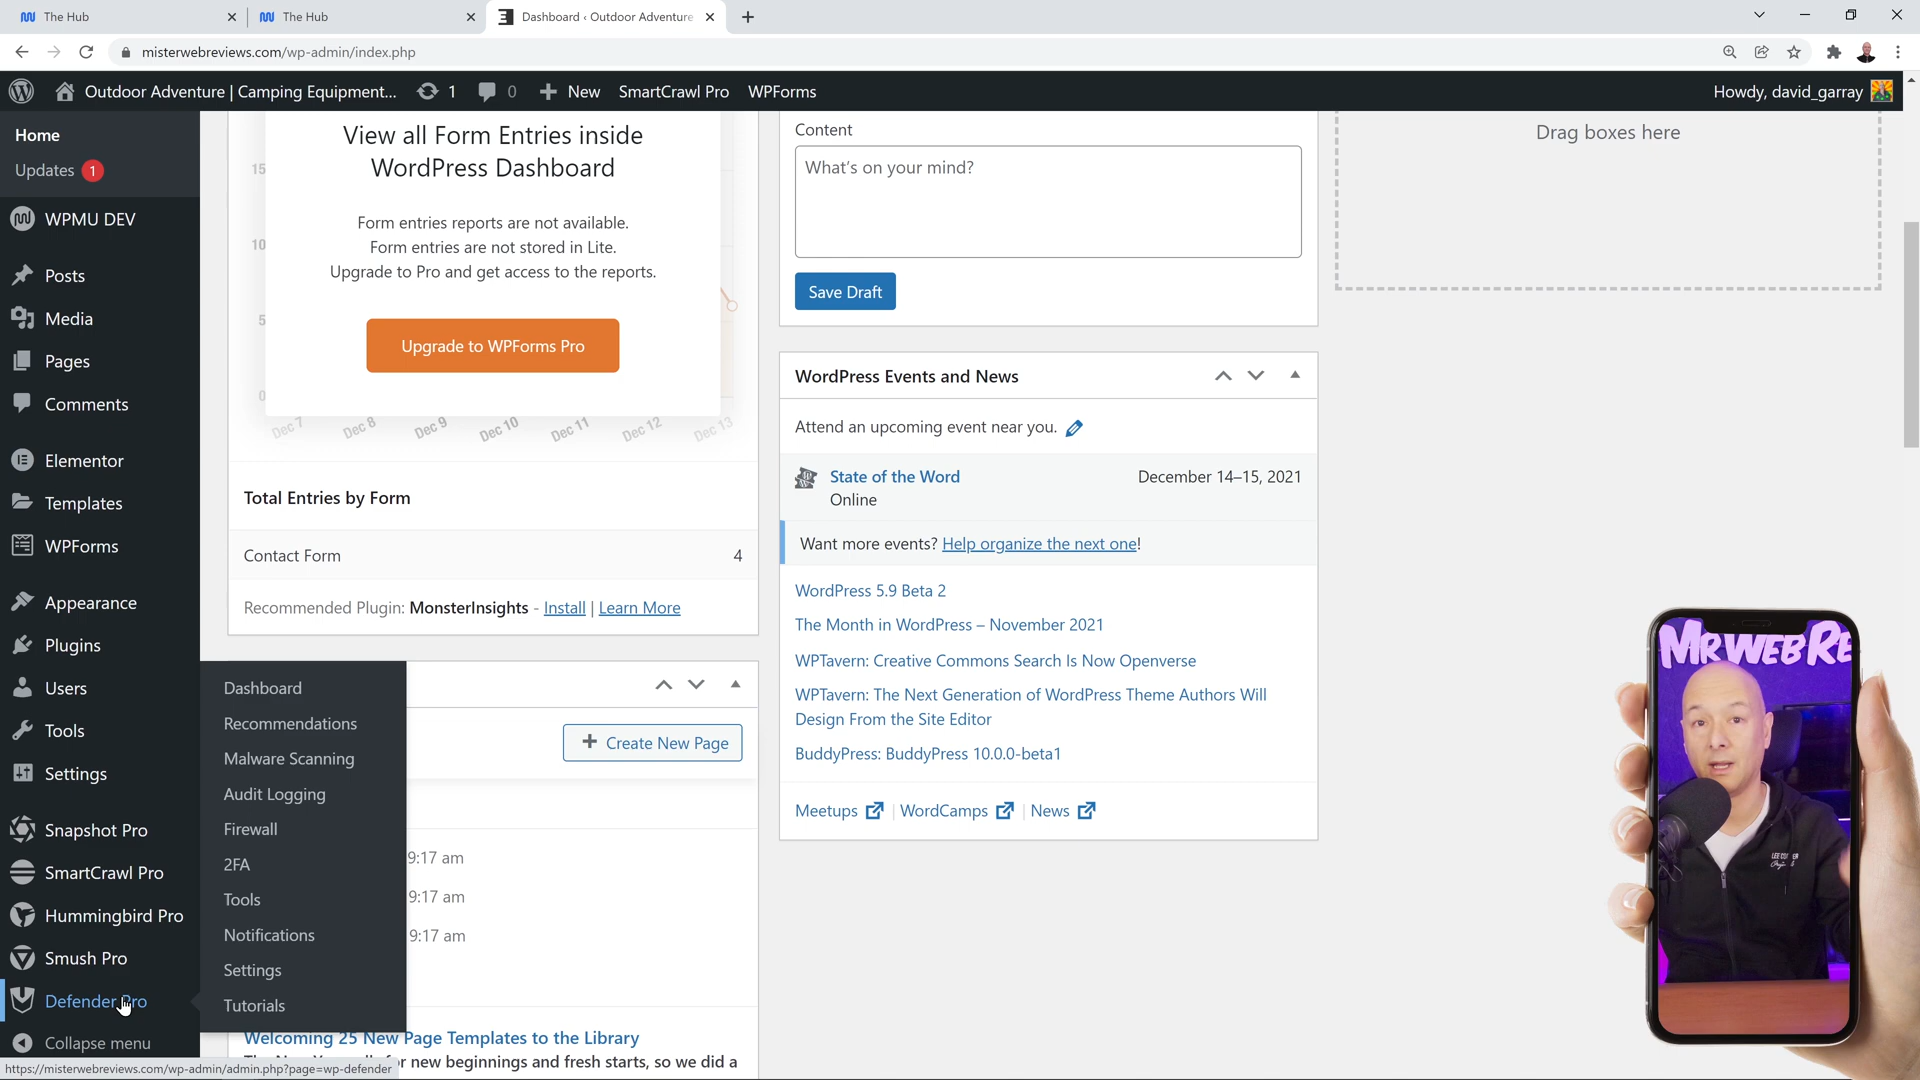 The Hub
The Hub
Dashboard ‹ Outdoor Adventure
misterwebreviews.com/wp-admin/index.php
Outdoor Adventure | Camping Equipment...
1
0
New
SmartCrawl Pro
WPForms
Howdy, david_garray
Home
Updates 1
WPMU DEV
Posts
Media
Pages
Comments
Elementor
Templates
WPForms
Appearance
Plugins
Users
Tools
Settings
Snapshot Pro
SmartCrawl Pro
Hummingbird Pro
Smush Pro
Defender Pro
Collapse menu
Dashboard
Recommendations
Malware Scanning
Audit Logging
Firewall
2FA
Tools
Notifications
Settings
Tutorials
View all Form Entries inside
WordPress Dashboard
Form entries reports are not available.
Form entries are not stored in Lite.
Upgrade to Pro and get access to the reports.
Upgrade to WPForms Pro
15
10
5
0
Dec 7
Dec 8
Dec 9
Dec 10
Dec 11
Dec 12
Dec 13
Total Entries by Form
Contact Form 4
Recommended Plugin: MonsterInsights - Install | Learn More
Create New Page
9:17 am
9:17 am
9:17 am
Welcoming 25 New Page Templates to the Library
r new beginnings and fresh starts, so we did a
Content
What's on your mind?
Save Draft
WordPress Events and News
Attend an upcoming event near you.
State of the Word December 14–15, 2021
Online
Want more events? Help organize the next one!
WordPress 5.9 Beta 2
The Month in WordPress – November 2021
WPTavern: Creative Commons Search Is Now Openverse
WPTavern: The Next Generation of WordPress Theme Authors Will
Design From the Site Editor
BuddyPress: BuddyPress 10.0.0-beta1
Meetups | WordCamps | News
Drag boxes here
MRWEBRE
https://misterwebreviews.com/wp-admin/admin.php?page=wp-defender